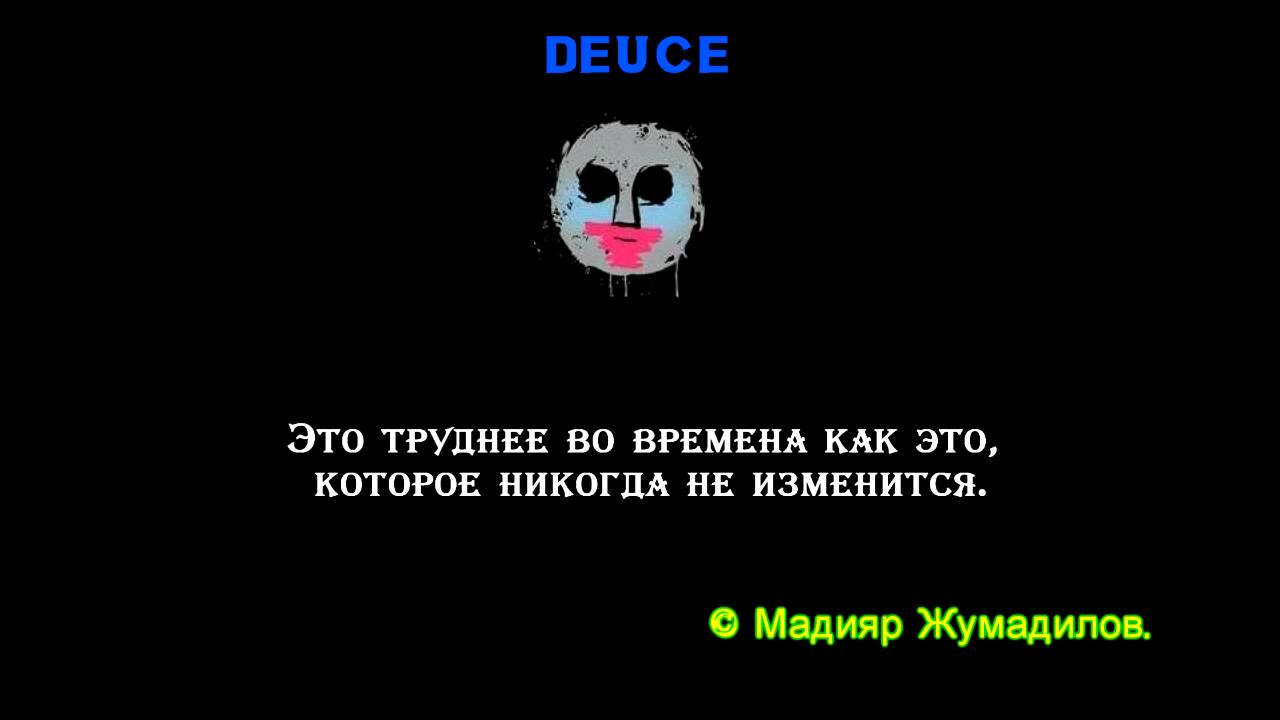 DEUCE
Это труднее во времена как это,
которое никогда не изменится.
© Мадияр Жумадилов.